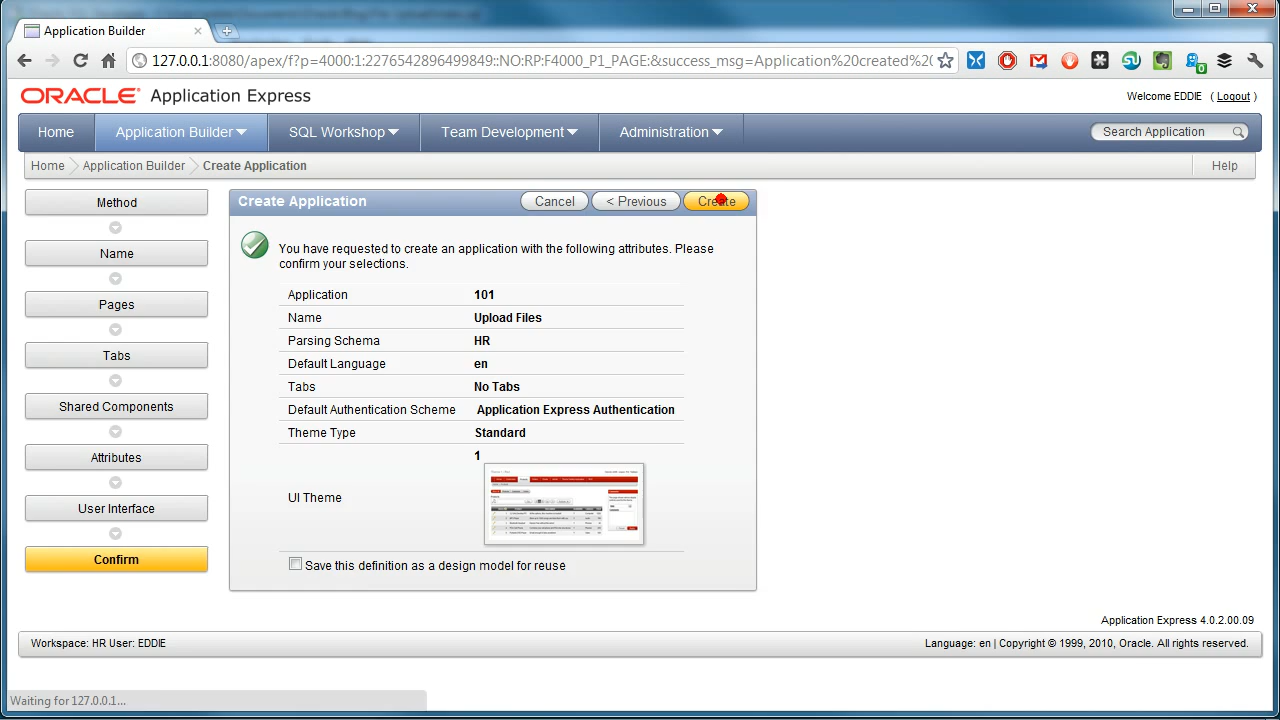 Application Builder
127.0.0.1:8080/apex/f?p=4000:1:2276542896499849::NO:RP:F4000_P1_PAGE:&success_msg=Application%20created%20
0
ORACLE Application Express
Welcome EDDIE ( Logout )
Home Application Builder SQL Workshop Team Development Administration Search Application
Home Application Builder Create Application Help
Method
Name
Pages
Tabs
Shared Components
Attributes
User Interface
Confirm
Create Application Cancel < Previous Create
You have requested to create an application with the following attributes. Please
confirm your selections.
Application 101
Name Upload Files
Parsing Schema HR
Default Language en
Tabs No Tabs
Default Authentication Scheme Application Express Authentication
Theme Type Standard
1
UI Theme
Save this definition as a design model for reuse
Application Express 4.0.2.00.09
Workspace: HR User: EDDIE Language: en | Copyright © 1999, 2010, Oracle. All rights reserved.
Waiting for 127.0.0.1...